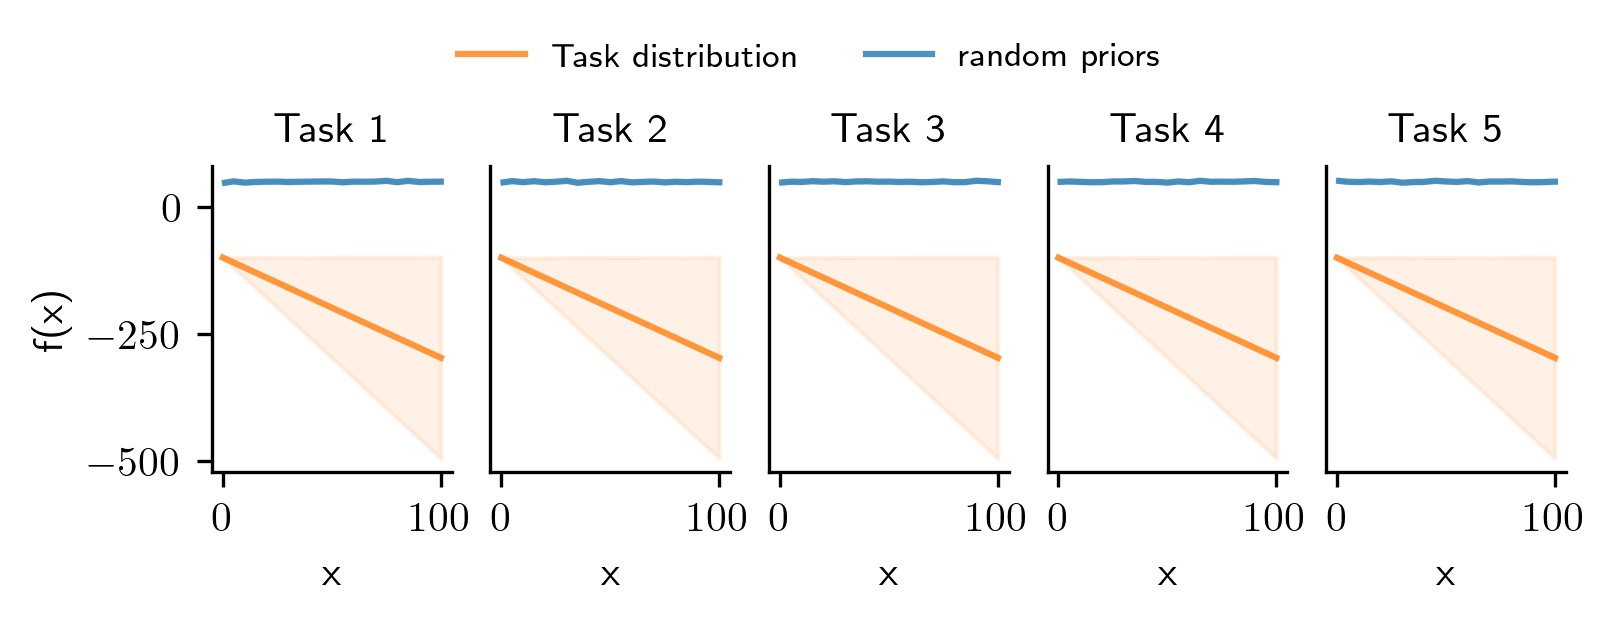 Task distribution random priors
Task 1 Task 2 Task 3 Task 4 Task 5
f(x)
0
−250
−500
0 100 0 100 0 100 0 100 0 100
x x x x x